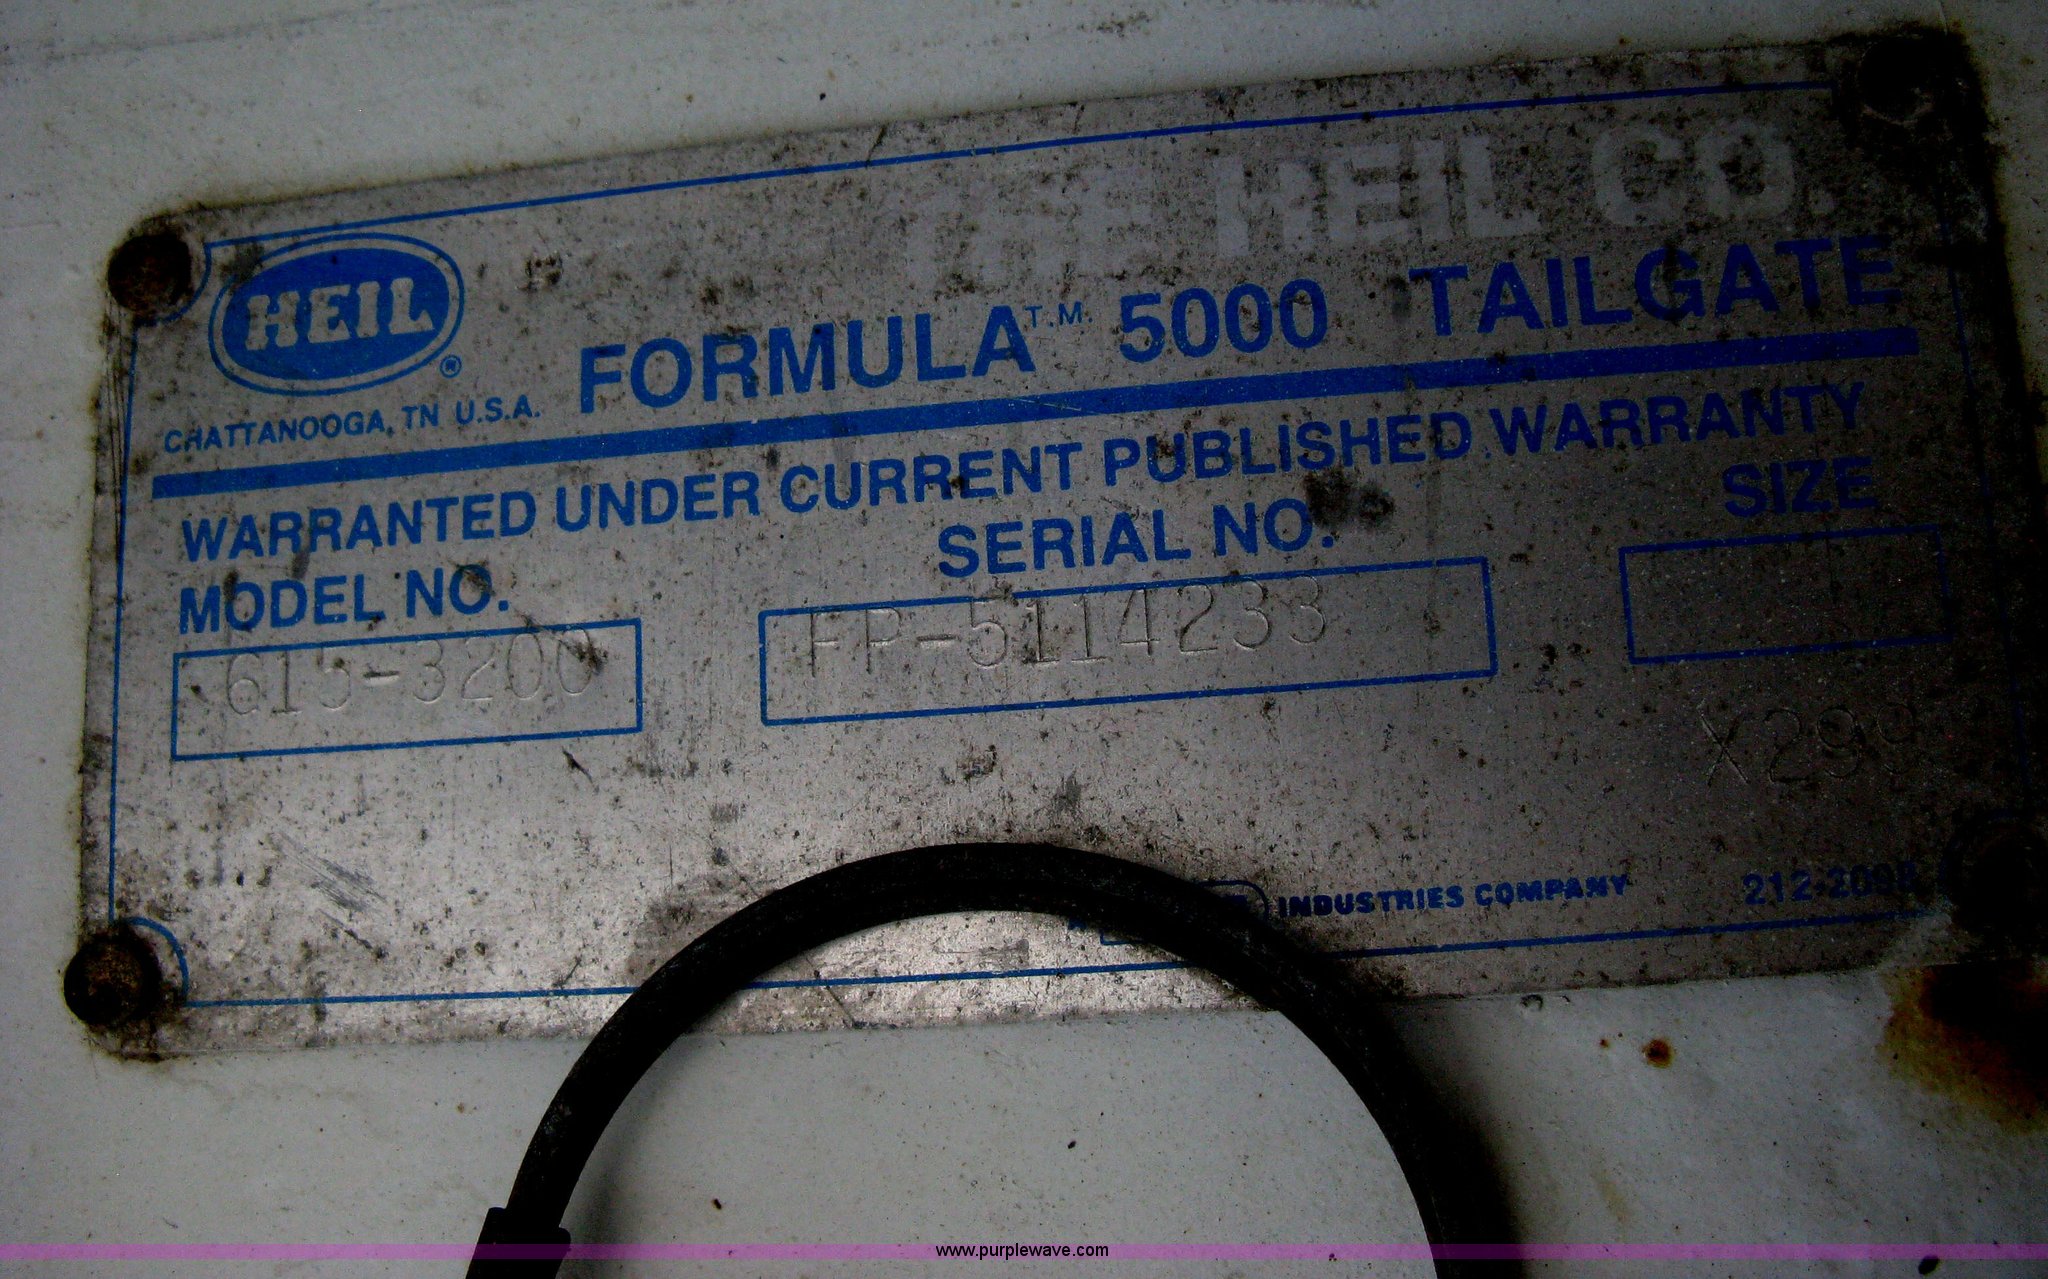 THE HEIL CO.
HEIL®
FORMULA T.M. 5000 TAILGATE
CHATTANOOGA, TN U.S.A.
WARRANTED UNDER CURRENT PUBLISHED WARRANTY
MODEL NO. SERIAL NO. SIZE
615-3200 FP-5114233
X299
INDUSTRIES COMPANY 212-2098
www.purplewave.com